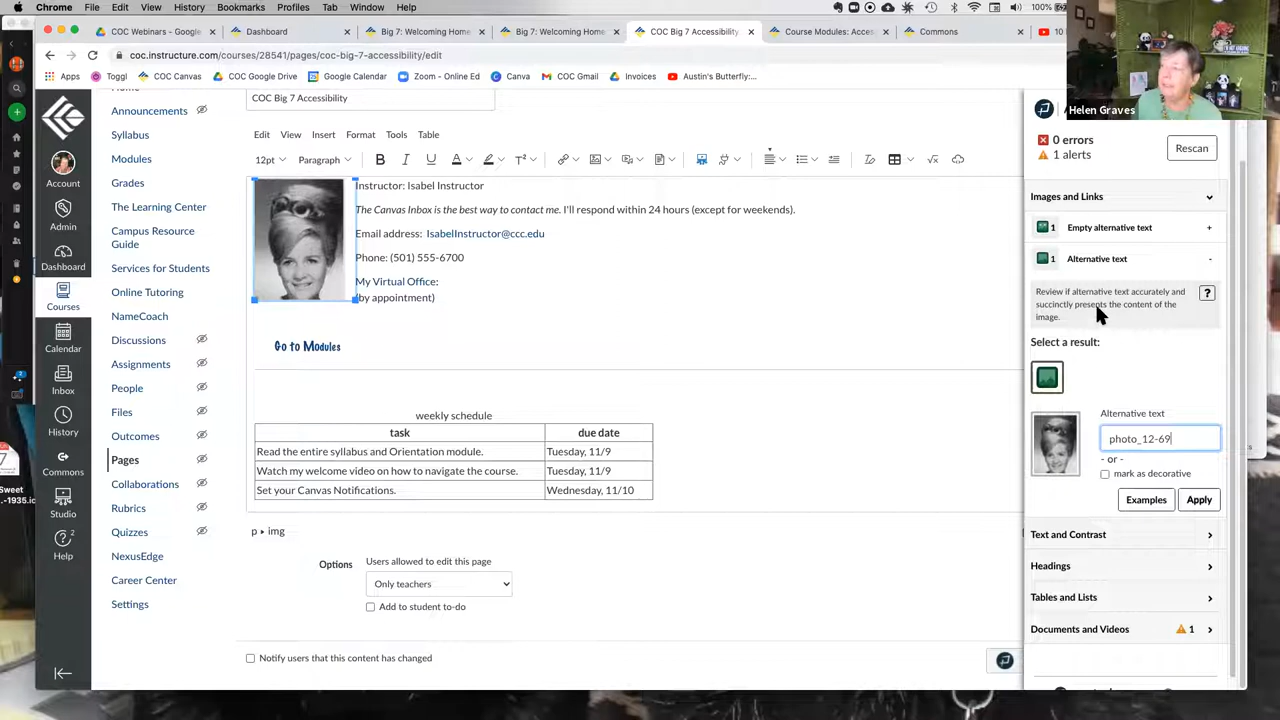 Chrome File Edit View History Bookmarks Profiles Tab Window Help 100%
COC Webinars - Google Dashboard Big 7: Welcoming Home Big 7: Welcoming Home COC Big 7 Accessibility Course Modules: Acces Commons 10
coc.instructure.com/courses/28541/pages/coc-big-7-accessibility/edit
Apps Toggl COC Canvas COC Google Drive Google Calendar Zoom - Online Ed Canva COC Gmail Invoices Austin's Butterfly:...
Helen Graves
Account
Admin
Dashboard
Courses
Calendar
Inbox
History
Commons
Studio
Help
2
Sweet
.-1935.ic
Home
Announcements
Syllabus
Modules
Grades
The Learning Center
Campus Resource
Guide
Services for Students
Online Tutoring
NameCoach
Discussions
Assignments
People
Files
Outcomes
Pages
Collaborations
Rubrics
Quizzes
NexusEdge
Career Center
Settings
COC Big 7 Accessibility
Edit View Insert Format Tools Table
12pt Paragraph B I U A T²
Instructor: Isabel Instructor
The Canvas Inbox is the best way to contact me. I'll respond within 24 hours (except for weekends).
Email address: IsabelInstructor@ccc.edu
Phone: (501) 555-6700
My Virtual Office:
(by appointment)
Go to Modules
weekly schedule
task due date
Read the entire syllabus and Orientation module. Tuesday, 11/9
Watch my welcome video on how to navigate the course. Tuesday, 11/9
Set your Canvas Notifications. Wednesday, 11/10
p ▸ img
Options
Users allowed to edit this page
Only teachers
Add to student to-do
Notify users that this content has changed
0 errors
1 alerts
Rescan
Images and Links
1 Empty alternative text +
1 Alternative text -
Review if alternative text accurately and
succinctly presents the content of the
image.
?
Select a result:
Alternative text
photo_12-69
- or -
mark as decorative
Examples Apply
Text and Contrast
Headings
Tables and Lists
Documents and Videos 1